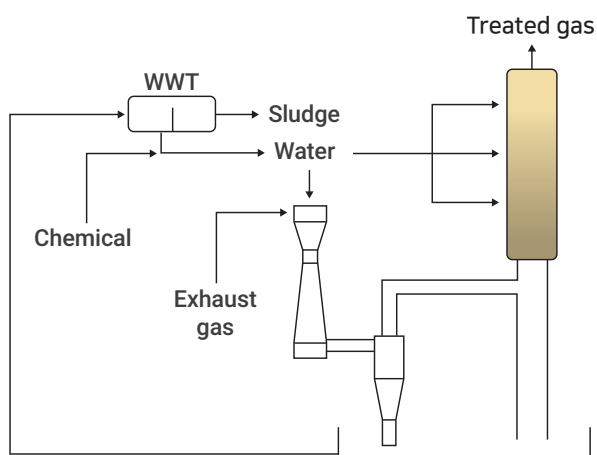 Treated gas
WWT
Sludge
Water
Chemical
Exhaust
gas